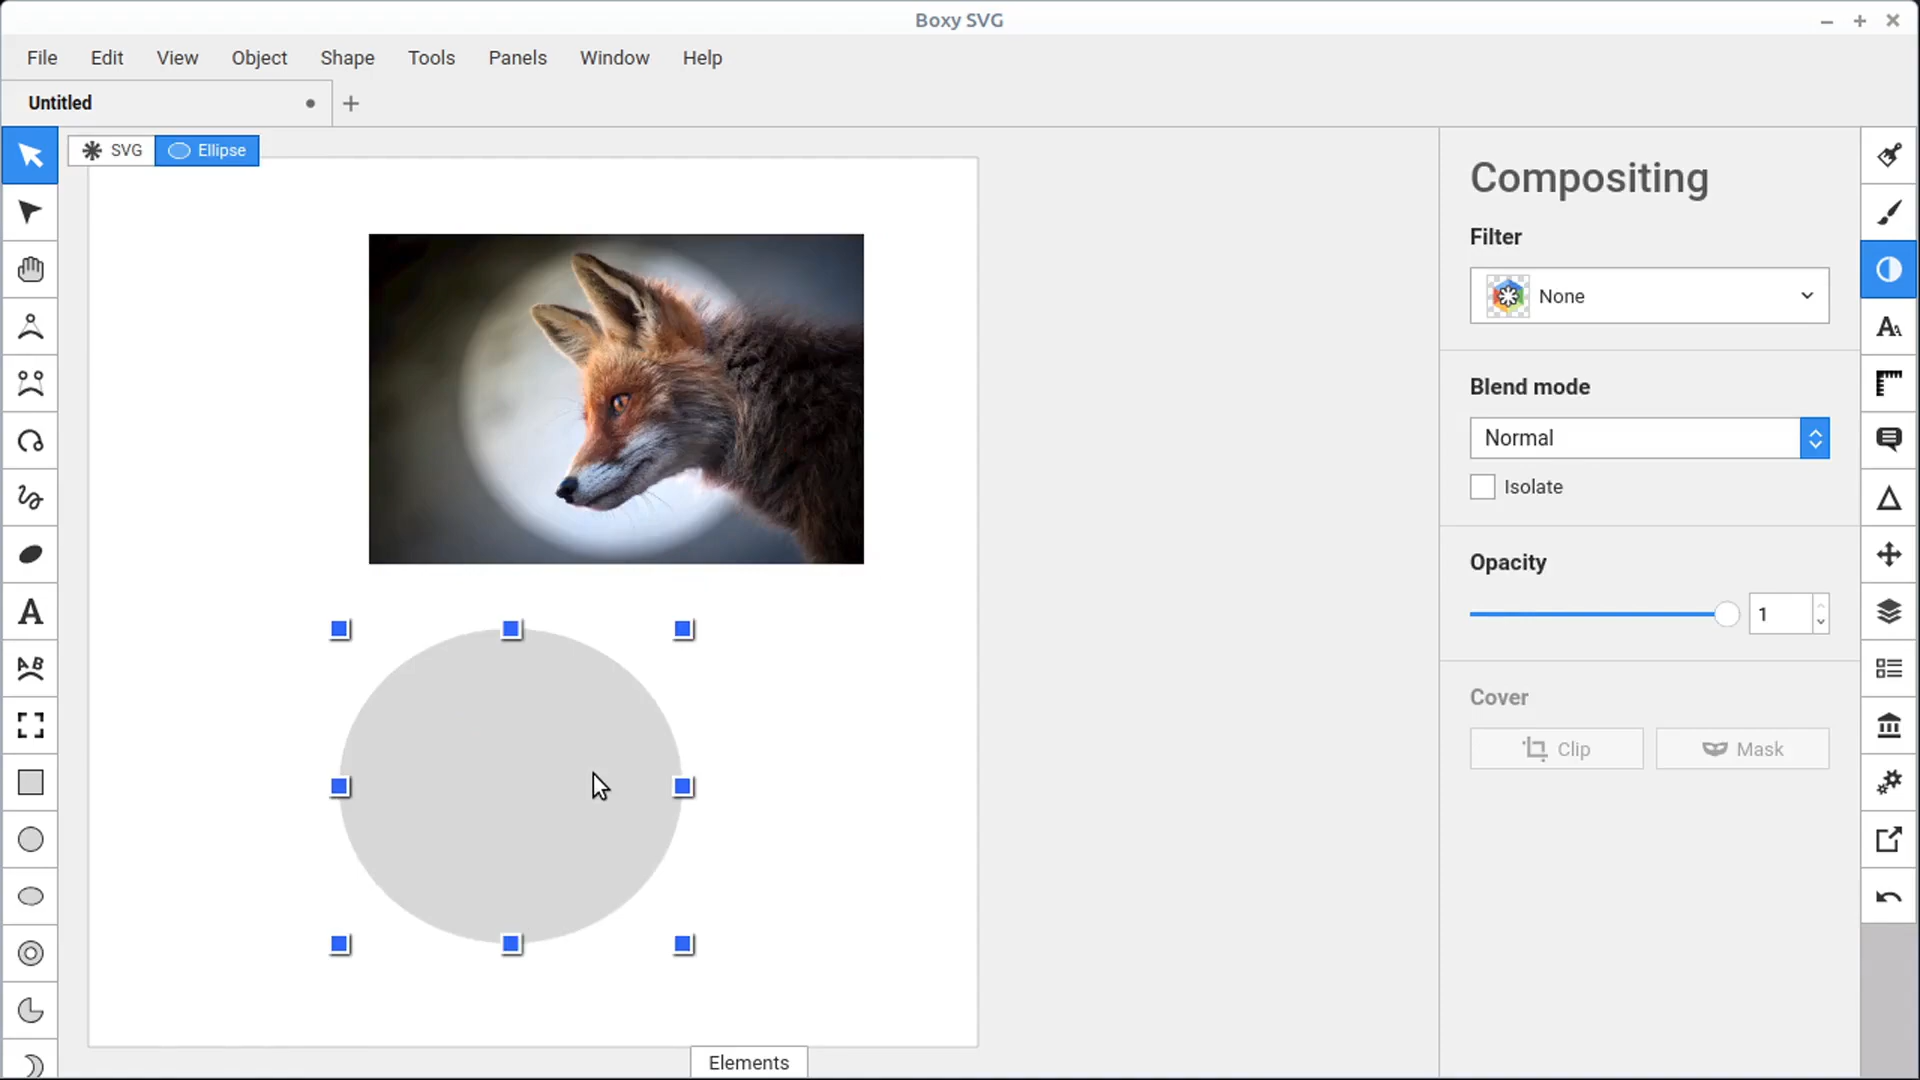 Boxy SVG
File Edit View Object Shape Tools Panels Window Help
Untitled
SVG Ellipse
Compositing
Filter
None
Blend mode
Normal
Isolate
Opacity
1
Cover
Clip Mask
Elements